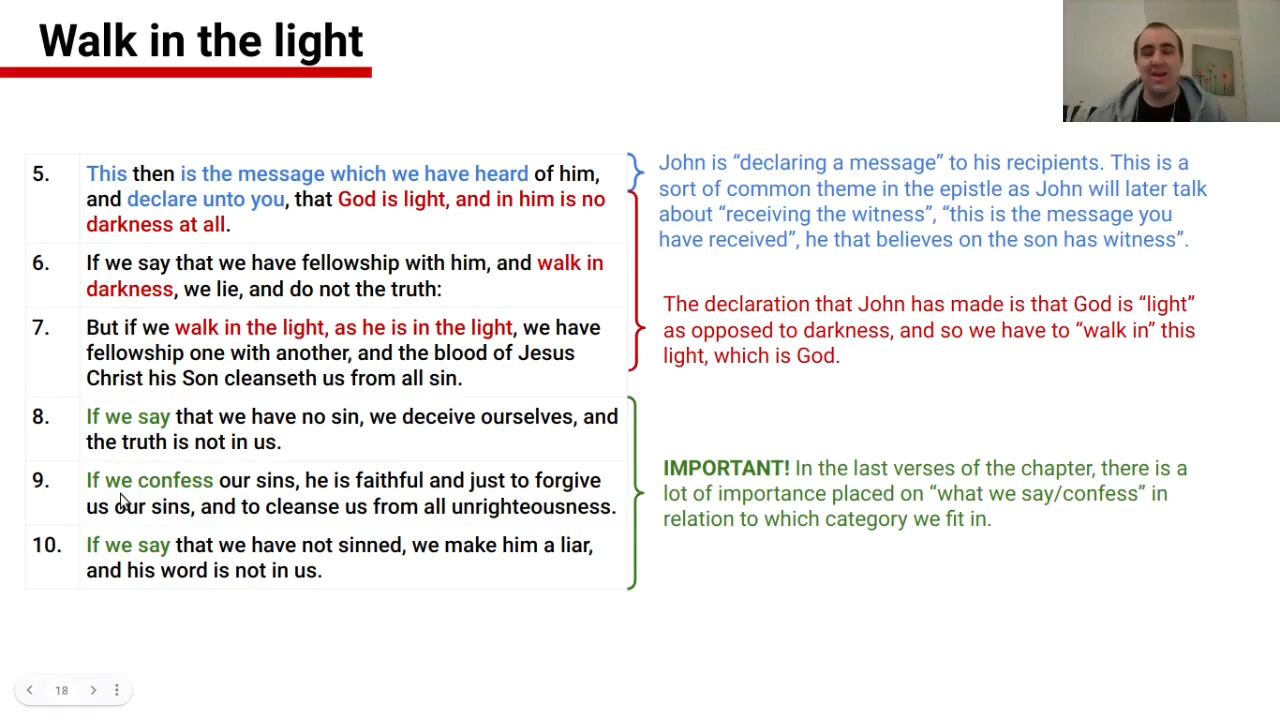 Walk in the light
5.
This then is the message which we have heard of him,
and declare unto you, that God is light, and in him is no
darkness at all.
6.
If we say that we have fellowship with him, and walk in
darkness, we lie, and do not the truth:
7.
But if we walk in the light, as he is in the light, we have
fellowship one with another, and the blood of Jesus
Christ his Son cleanseth us from all sin.
8.
If we say that we have no sin, we deceive ourselves, and
the truth is not in us.
9.
If we confess our sins, he is faithful and just to forgive
us our sins, and to cleanse us from all unrighteousness.
10.
If we say that we have not sinned, we make him a liar,
and his word is not in us.
John is “declaring a message” to his recipients. This is a
sort of common theme in the epistle as John will later talk
about “receiving the witness”, “this is the message you
have received”, he that believes on the son has witness”.
The declaration that John has made is that God is “light”
as opposed to darkness, and so we have to “walk in” this
light, which is God.
IMPORTANT! In the last verses of the chapter, there is a
lot of importance placed on “what we say/confess” in
relation to which category we fit in.
18